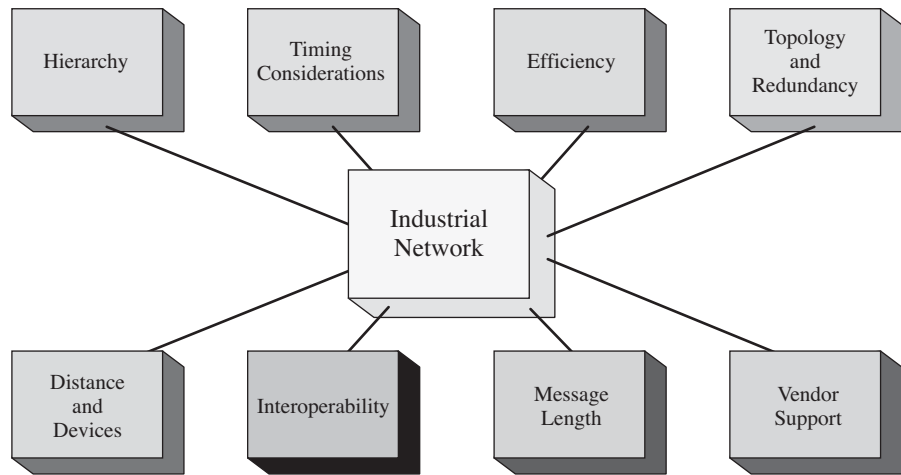 Hierarchy
Timing
Considerations
Efficiency
Topology
and
Redundancy
Industrial
Network
Distance
and
Devices
Interoperability
Message
Length
Vendor
Support